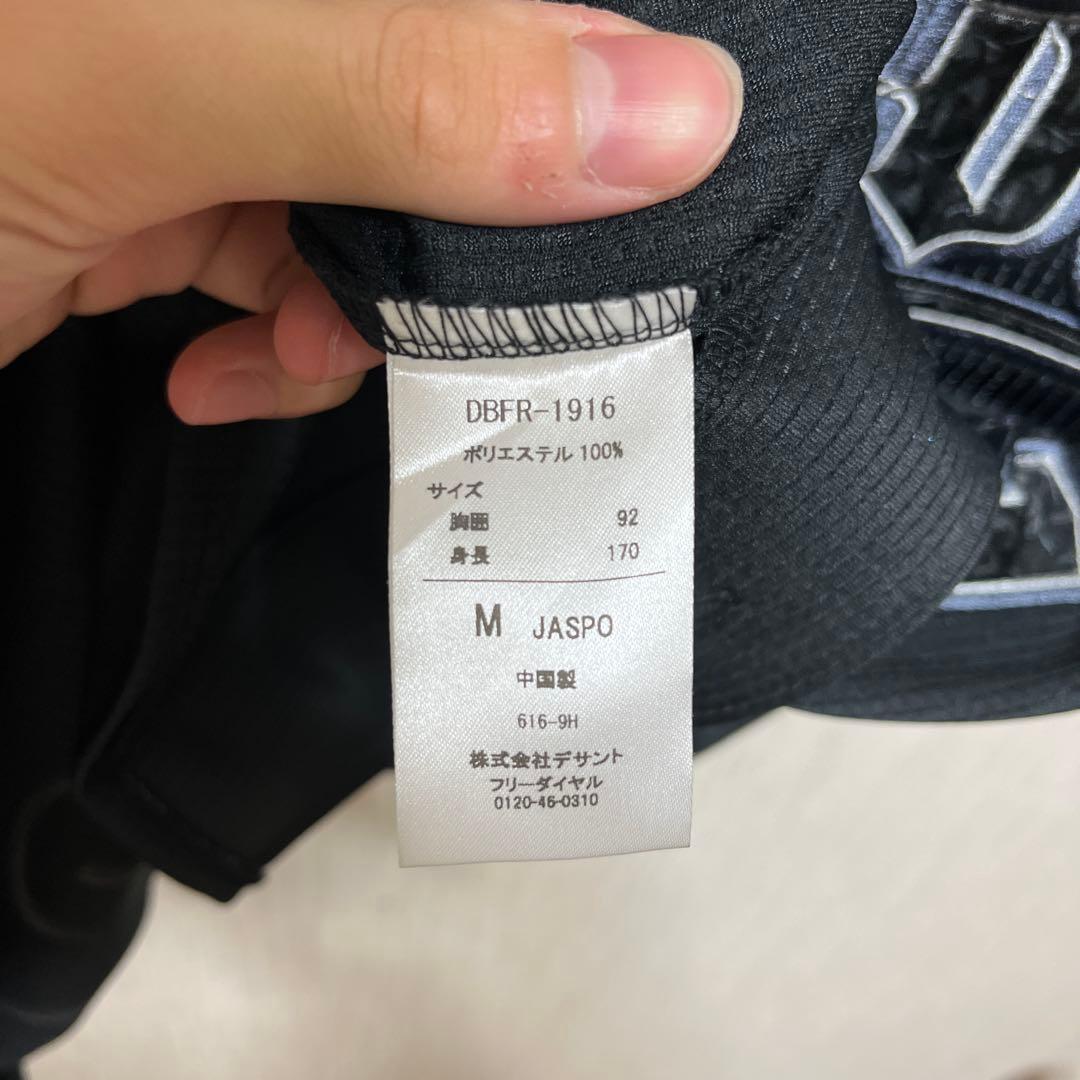 DBFR-1916
ポリエステル 100%
サイズ
胸囲 92
身長 170
M JASPO
中国製
616-9H
株式会社デサント
フリーダイヤル
0120-46-0310